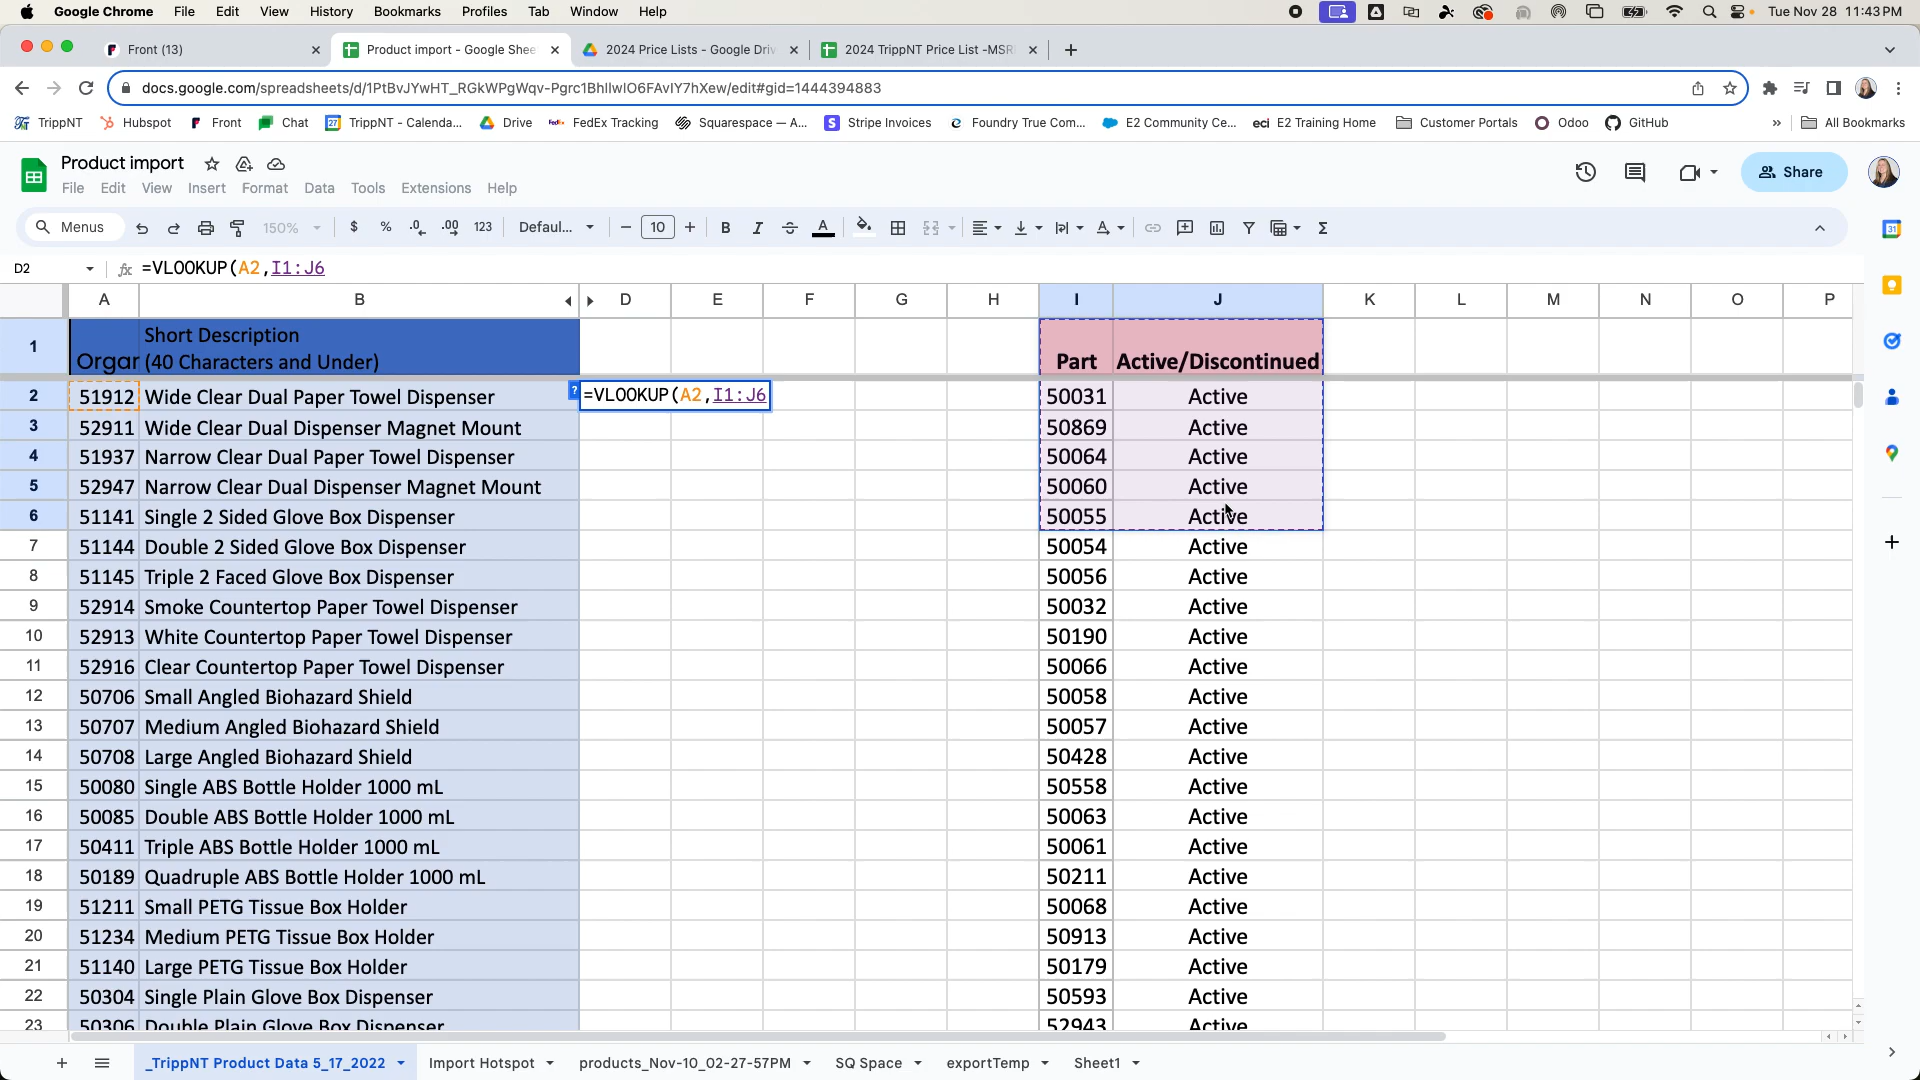 Google Chrome File Edit View History Bookmarks Profiles Tab Window Help Tue Nov 28 11:43 PM
Front (13) Product import - Google Shee 2024 Price Lists - Google Driv 2024 TrippNT Price List -MSR
docs.google.com/spreadsheets/d/1PtBvJYwHT_RGkWPgWqv-Pgrc1BhIlwIO6FAvIY7hXew/edit#gid=1444394883
TrippNT Hubspot Front Chat TrippNT - Calenda... Drive FedEx Tracking Squarespace — A... Stripe Invoices Foundry True Com... E2 Community Ce... E2 Training Home Customer Portals Odoo GitHub » All Bookmarks
Product import
File Edit View Insert Format Data Tools Extensions Help
Share
Menus 150% $ % .0 .00 123 Defaul... − 10 + B I S A Σ
D2 fx =VLOOKUP(A2,I1:J6
A B D E F G H I J K L M N O P
1 Orgar Short Description
(40 Characters and Under) Part Active/Discontinued
2 51912 Wide Clear Dual Paper Towel Dispenser ? =VLOOKUP(A2,I1:J6 50031 Active
3 52911 Wide Clear Dual Dispenser Magnet Mount 50869 Active
4 51937 Narrow Clear Dual Paper Towel Dispenser 50064 Active
5 52947 Narrow Clear Dual Dispenser Magnet Mount 50060 Active
6 51141 Single 2 Sided Glove Box Dispenser 50055 Active
7 51144 Double 2 Sided Glove Box Dispenser 50054 Active
8 51145 Triple 2 Faced Glove Box Dispenser 50056 Active
9 52914 Smoke Countertop Paper Towel Dispenser 50032 Active
10 52913 White Countertop Paper Towel Dispenser 50190 Active
11 52916 Clear Countertop Paper Towel Dispenser 50066 Active
12 50706 Small Angled Biohazard Shield 50058 Active
13 50707 Medium Angled Biohazard Shield 50057 Active
14 50708 Large Angled Biohazard Shield 50428 Active
15 50080 Single ABS Bottle Holder 1000 mL 50558 Active
16 50085 Double ABS Bottle Holder 1000 mL 50063 Active
17 50411 Triple ABS Bottle Holder 1000 mL 50061 Active
18 50189 Quadruple ABS Bottle Holder 1000 mL 50211 Active
19 51211 Small PETG Tissue Box Holder 50068 Active
20 51234 Medium PETG Tissue Box Holder 50913 Active
21 51140 Large PETG Tissue Box Holder 50179 Active
22 50304 Single Plain Glove Box Dispenser 50593 Active
23 50306 Double Plain Glove Box Dispenser 52943 Active
_TrippNT Product Data 5_17_2022 Import Hotspot products_Nov-10_02-27-57PM SQ Space exportTemp Sheet1